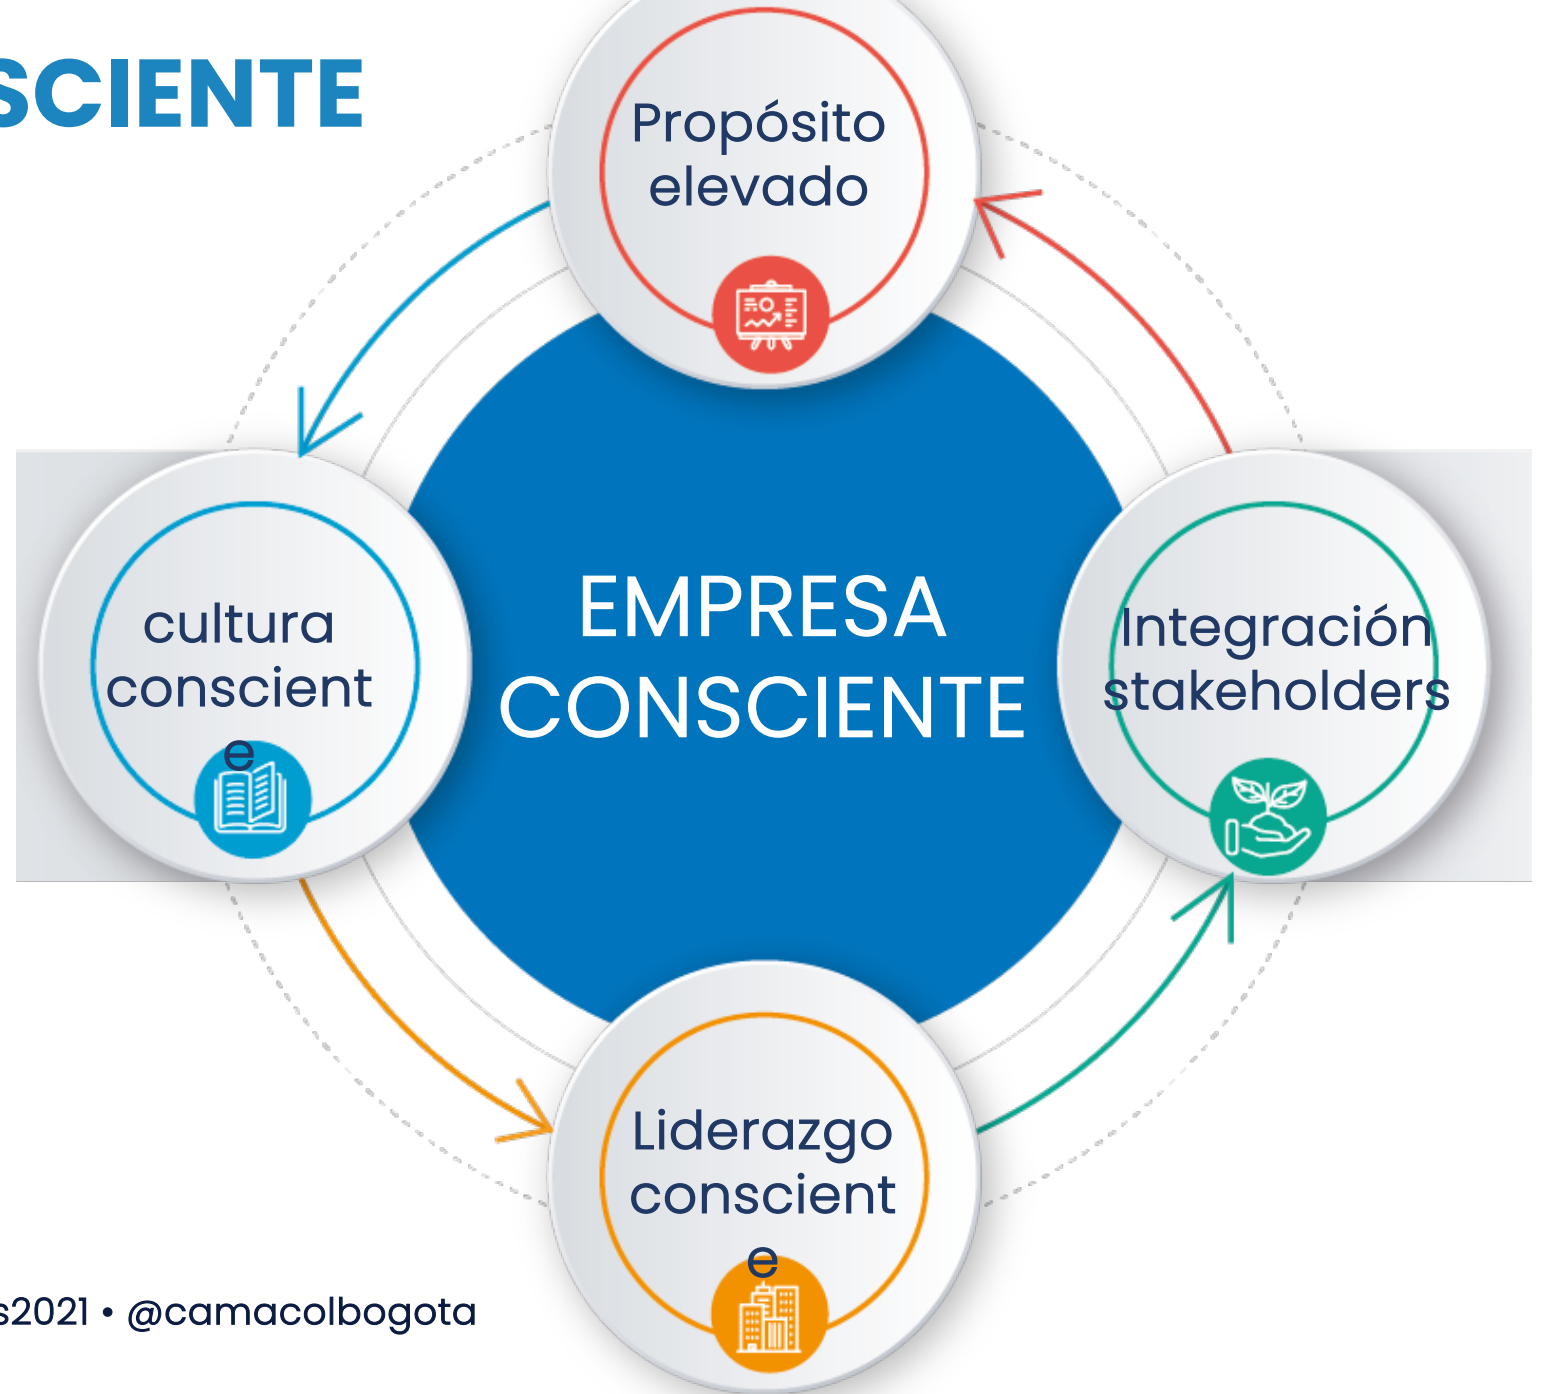 SCIENTE
Propósito
elevado
cultura
conscient
e
EMPRESA
CONSCIENTE
Integración
stakeholders
Liderazgo
conscient
e
s2021 • @camacolbogota